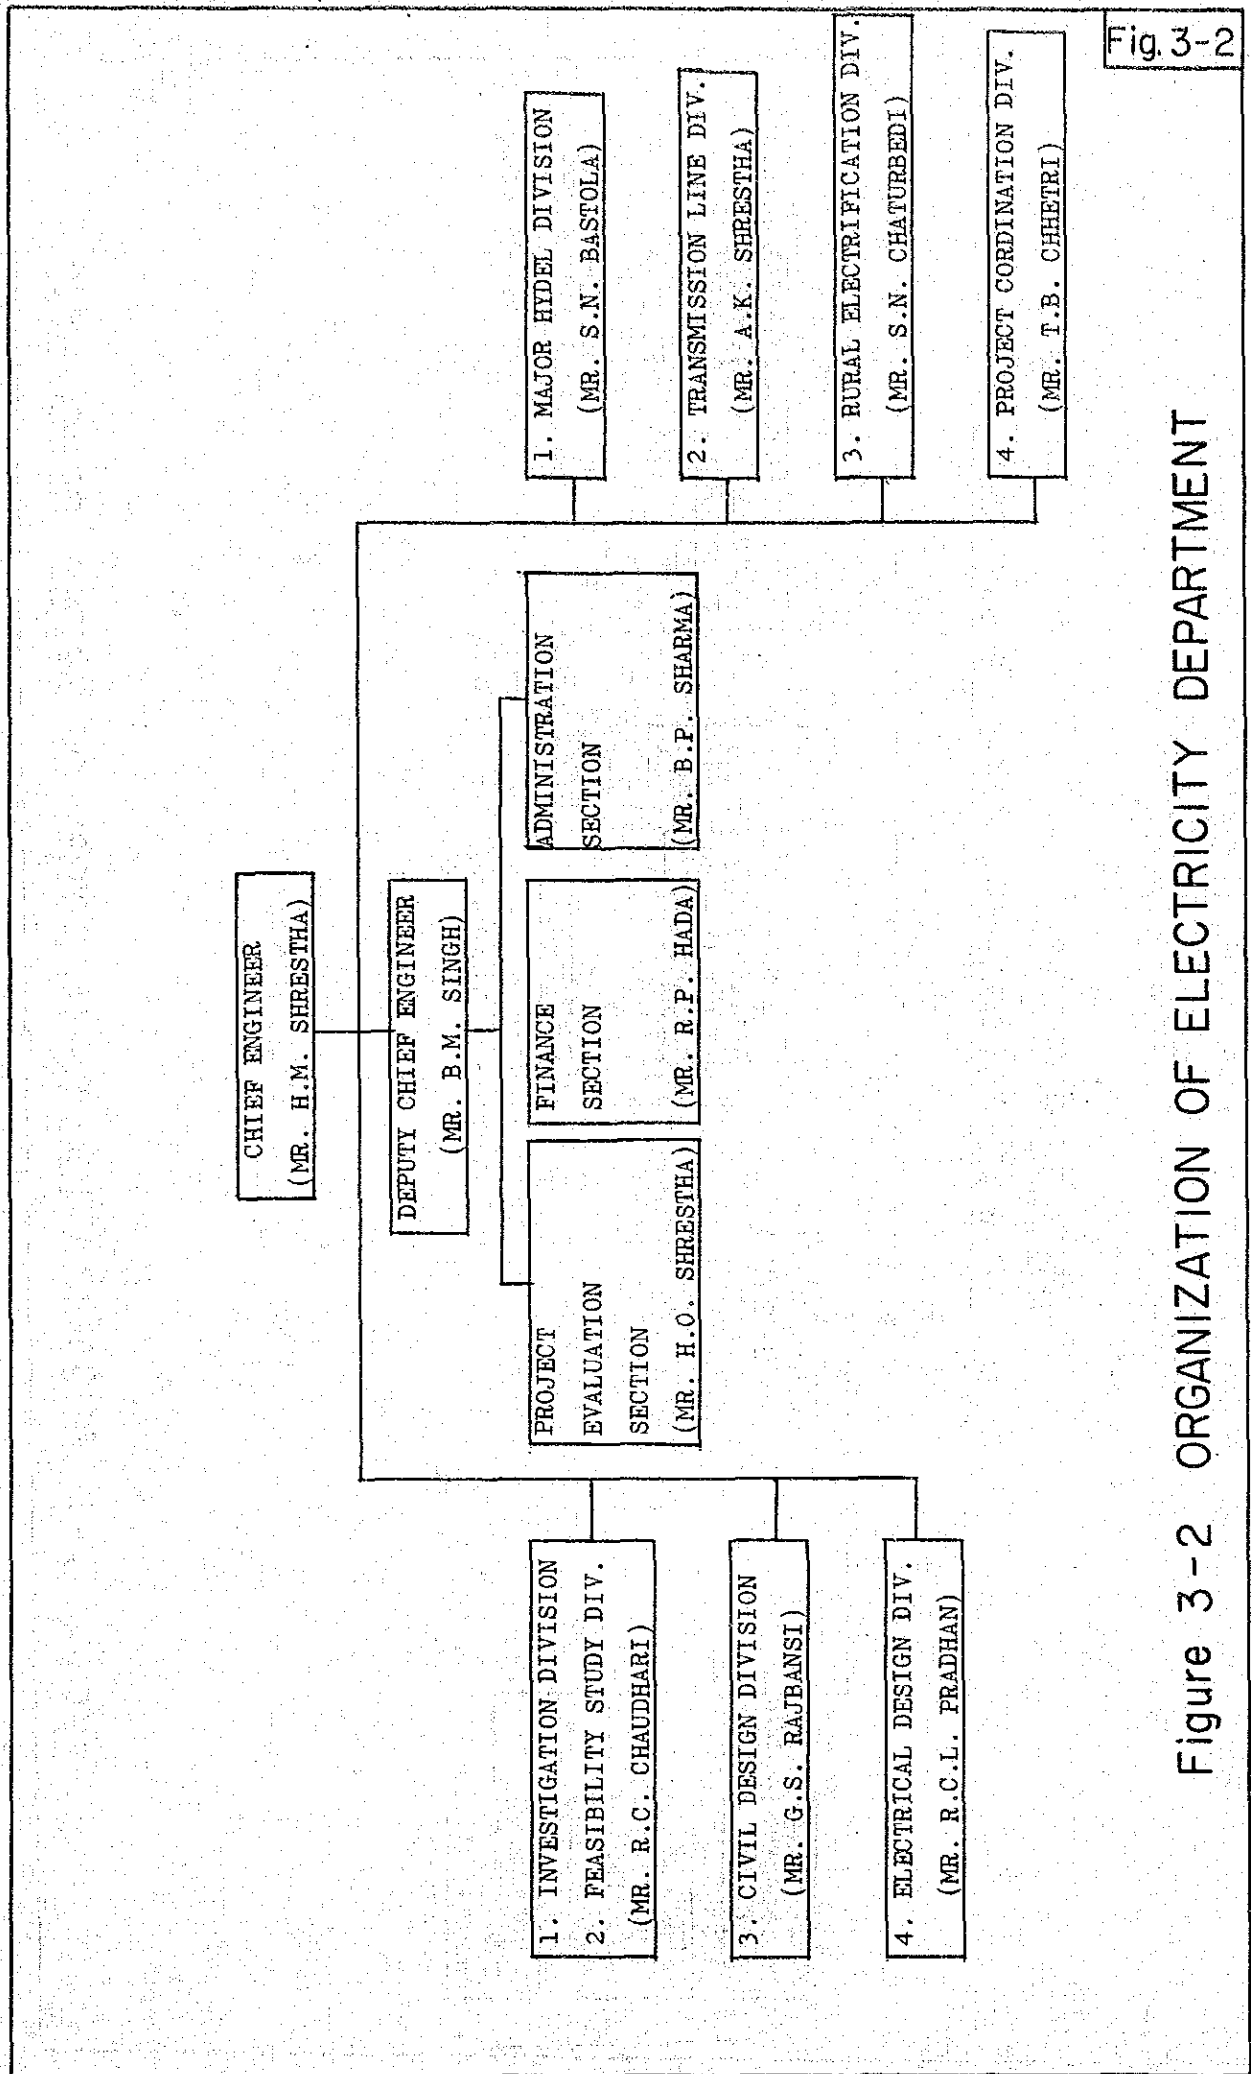 Fig. 3-2
CHIEF ENGINEER
(MR. H.M. SHRESTHA)
DEPUTY CHIEF ENGINEER
(MR. B.M. SINGH)
1. INVESTIGATION DIVISION
2. FEASIBILITY STUDY DIV.
(MR. R.C. CHAUDHARI)
3. CIVIL DESIGN DIVISION
(MR. G.S. RAJBANSI)
4. ELECTRICAL DESIGN DIV.
(MR. R.C.L. PRADHAN)
PROJECT
EVALUATION
SECTION
(MR. H.O. SHRESTHA)
FINANCE
SECTION
(MR. R.P. HADA)
ADMINISTRATION
SECTION
(MR. B.P. SHARMA)
1. MAJOR HYDEL DIVISION
(MR. S.N. BASTOLA)
2. TRANSMISSION LINE DIV.
(MR. A.K. SHRESTHA)
3. RURAL ELECTRIFICATION DIV.
(MR. S.N. CHATURBEDI)
4. PROJECT CORDINATION DIV.
(MR. T.B. CHHETRI)
Figure 3-2 ORGANIZATION OF ELECTRICITY DEPARTMENT